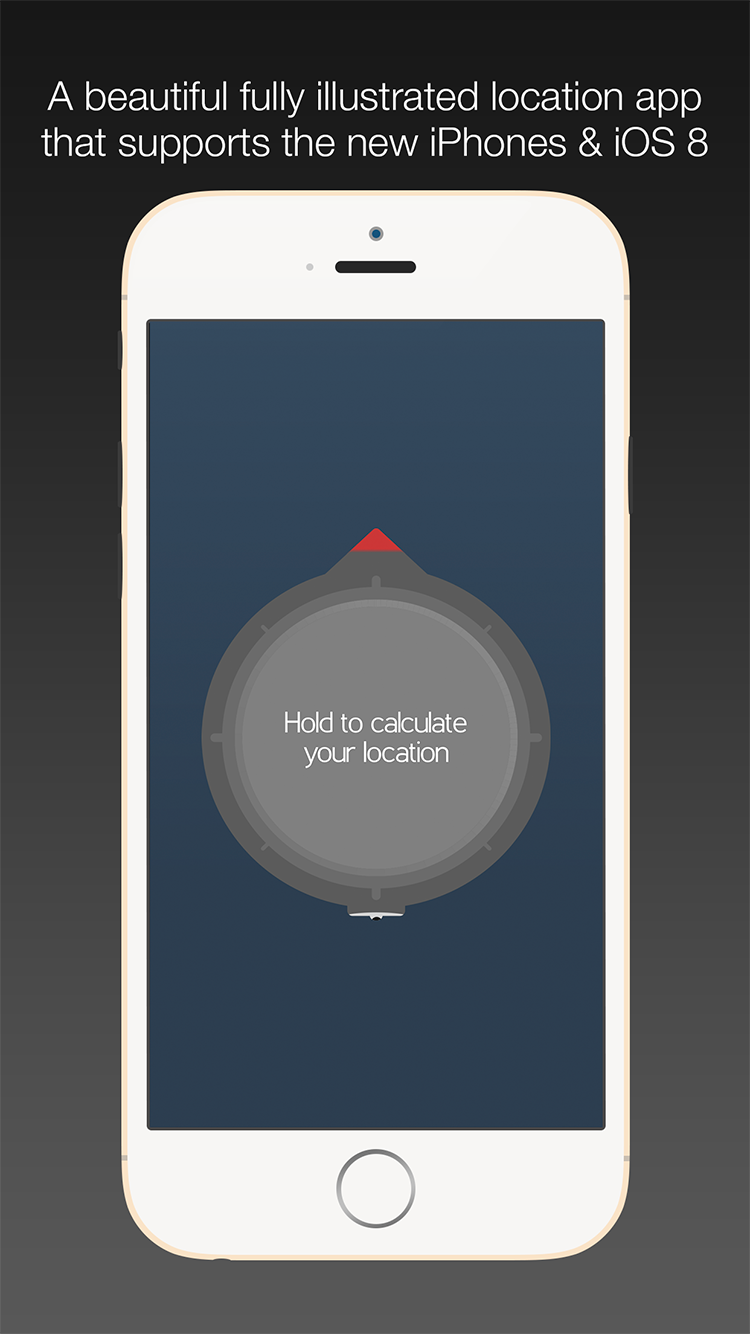 A beautiful fully illustrated location app
that supports the new iPhones & iOS 8
Hold to calculate
your location